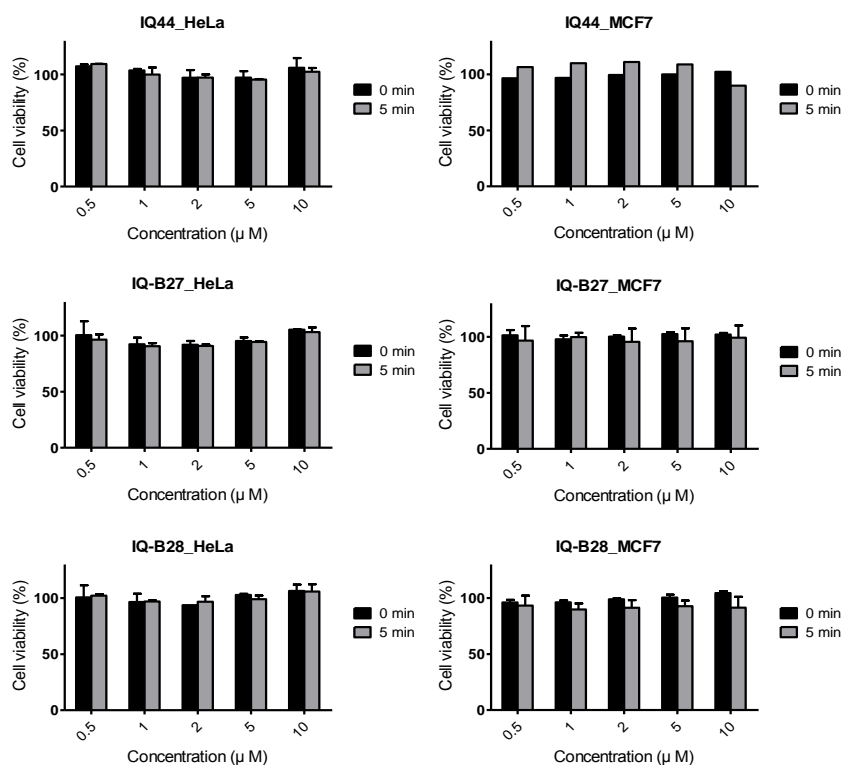 IQ44_HeLa
Cell viability (%)
100
50
0
0.5
1
2
5
10
Concentration (μ M)
0 min
5 min
IQ44_MCF7
Cell viability (%)
100
50
0
0.5
1
2
5
10
Concentration (μ M)
0 min
5 min
IQ-B27_HeLa
Cell viability (%)
100
50
0
0.5
1
2
5
10
Concentration (μ M)
0 min
5 min
IQ-B27_MCF7
Cell viability (%)
100
50
0
0.5
1
2
5
10
Concentration (μ M)
0 min
5 min
IQ-B28_HeLa
Cell viability (%)
100
50
0
0.5
1
2
5
10
Concentration (μ M)
0 min
5 min
IQ-B28_MCF7
Cell viability (%)
100
50
0
0.5
1
2
5
10
Concentration (μ M)
0 min
5 min